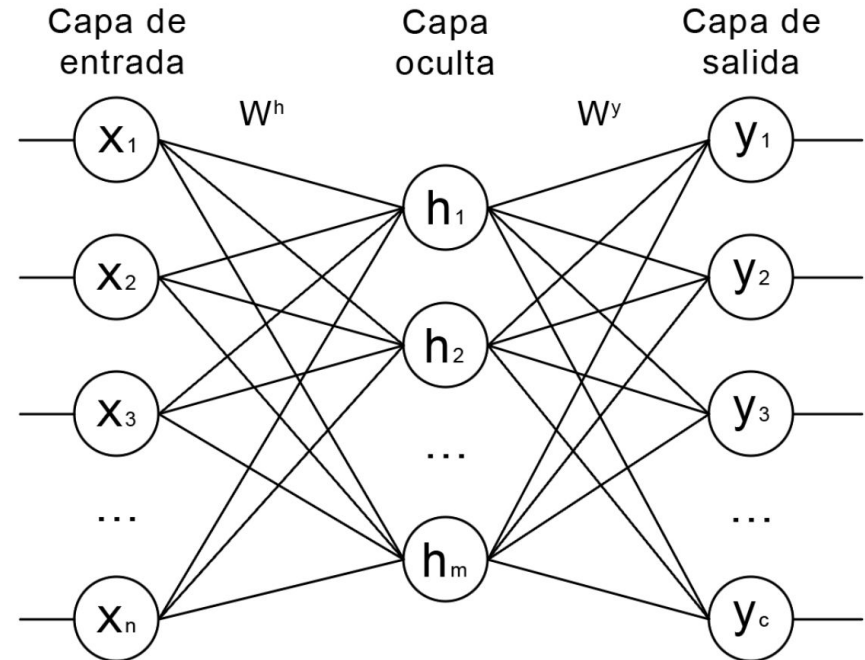 Capa de
entrada
Capa
oculta
Capa de
salida
Wʰ
Wʸ
x₁
x₂
x₃
...
xₙ
h₁
h₂
...
hₘ
y₁
y₂
y₃
...
y꜀